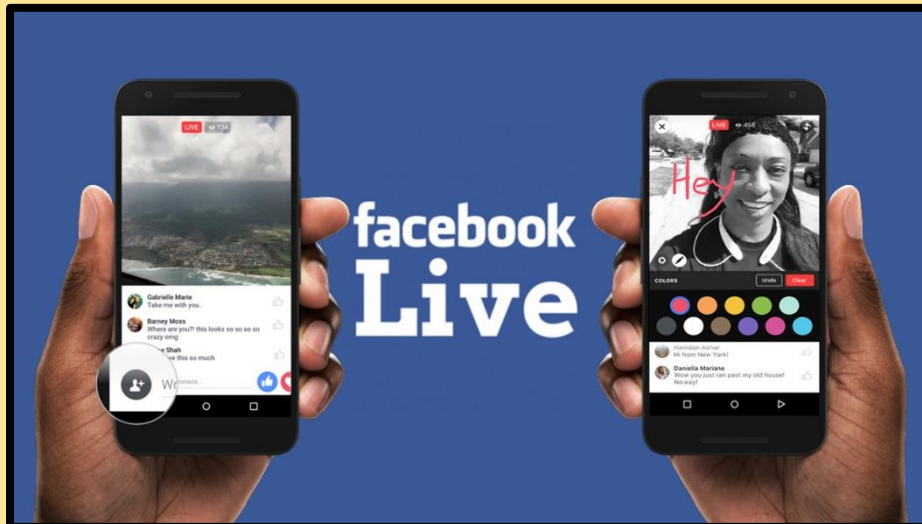 LIVE 134
Gabrielle Marie
Take me with you.
Barney Moss
Where are you?! this looks so so so so
crazy omg
Shah
this so much
facebook
Live
LIVE 468
Hey
COLORS Undo Clear
Hamdan Azhar
Hi from New York!
Daniella Mariane
Wow you just ran past my old house!
No way!